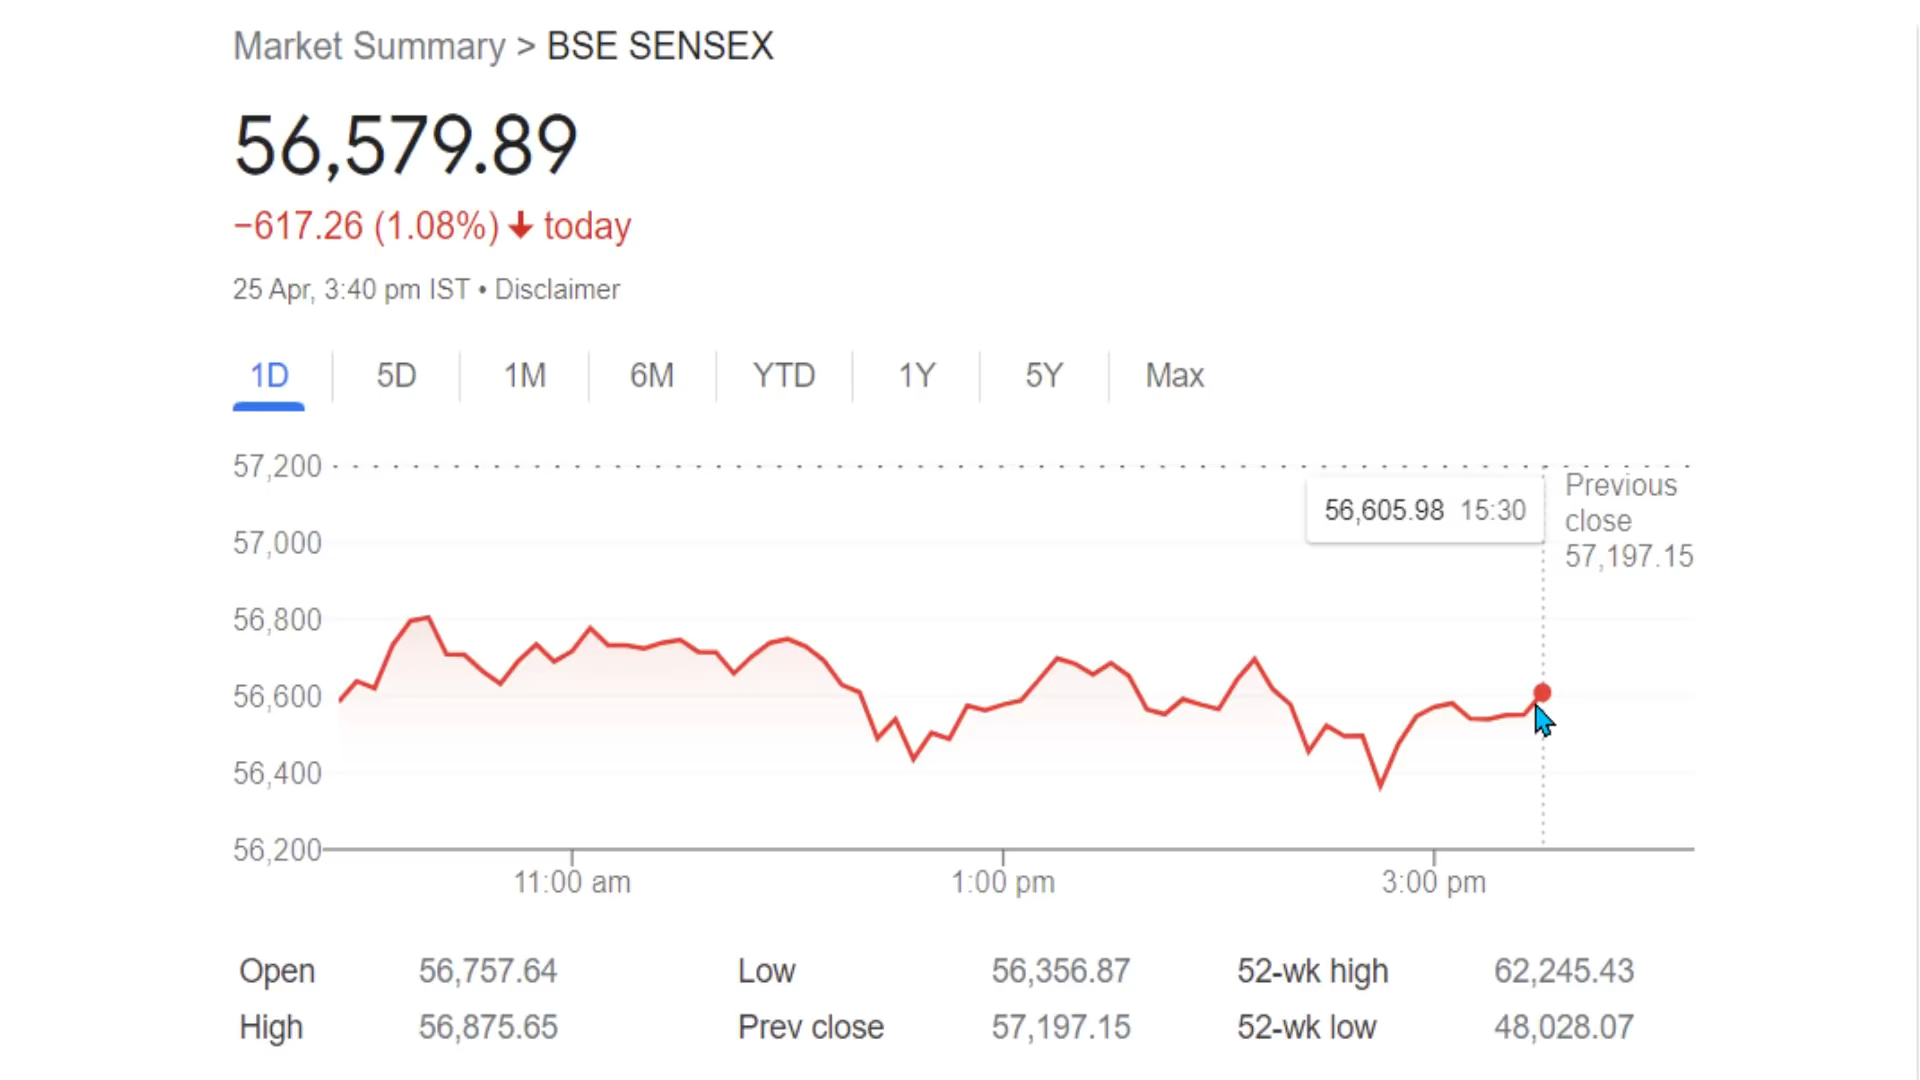 Market Summary > BSE SENSEX
56,579.89
−617.26 (1.08%) ↓ today
25 Apr, 3:40 pm IST • Disclaimer
1D 5D 1M 6M YTD 1Y 5Y Max
57,200
57,000
56,800
56,600
56,400
56,200
56,605.98 15:30
Previous
close
57,197.15
11:00 am 1:00 pm 3:00 pm
Open 56,757.64 Low 56,356.87 52-wk high 62,245.43
High 56,875.65 Prev close 57,197.15 52-wk low 48,028.07